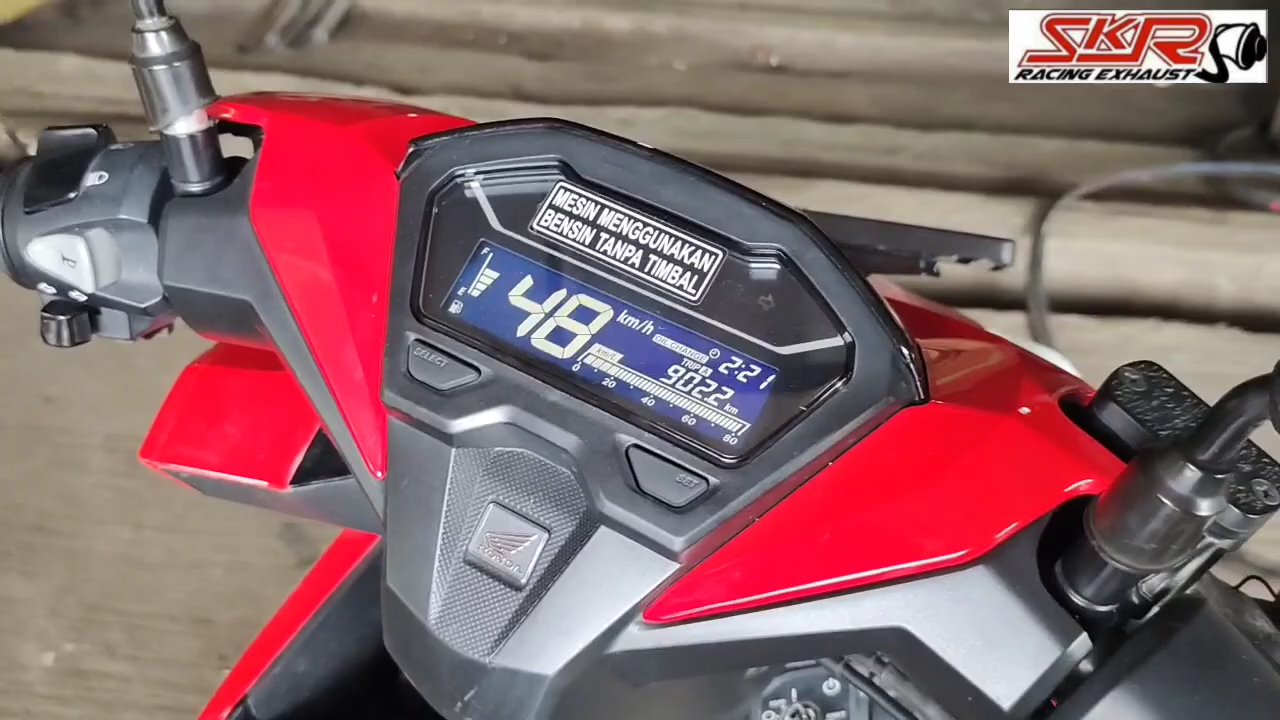 SKR
RACING EXHAUST
MESIN MENGGUNAKAN
BENSIN TANPA TIMBAL
F
E
48 km/h
OIL CHANGE 2:21
TRIP A
902.2 km
km/L
0 20 40 60 80
SELECT
SET
HONDA